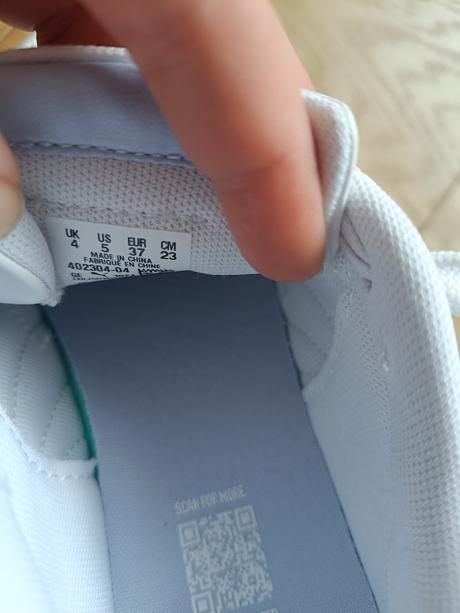 UK US EUR CM
4 5 37 23
MADE IN CHINA
FABRIQUE EN CHINE
402304-04
SCAN FOR MORE